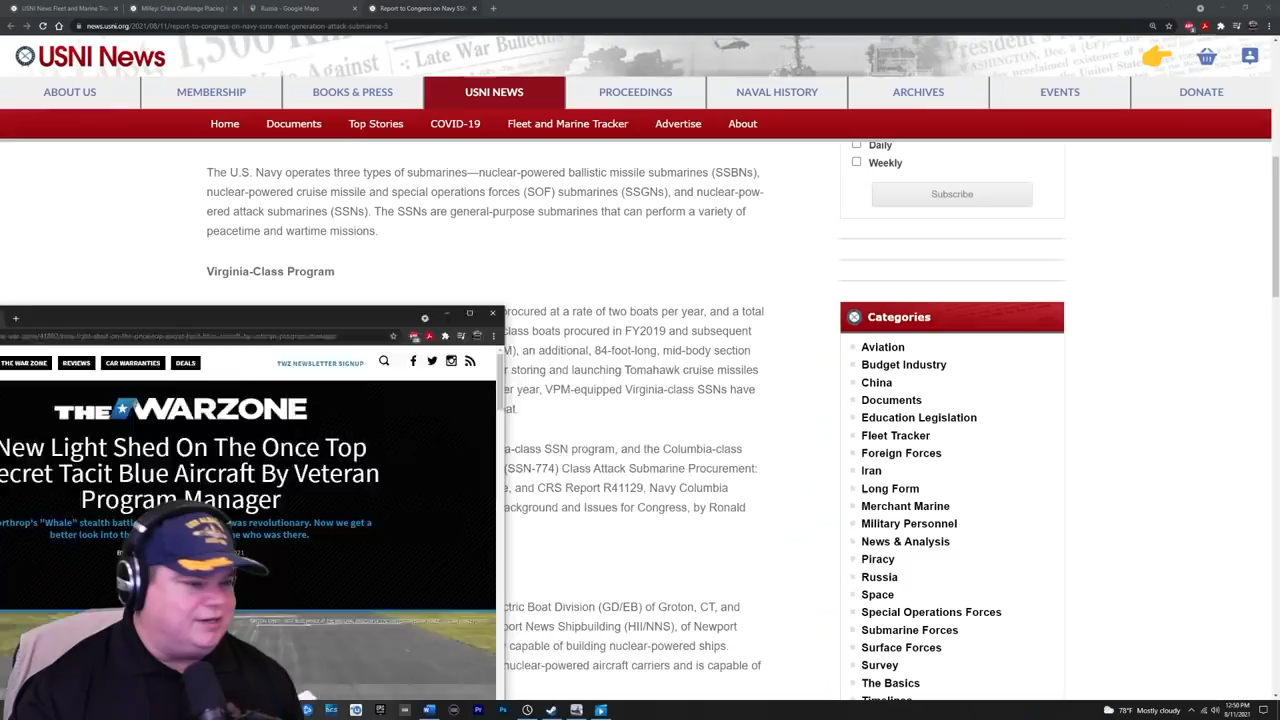 USNI News Fleet and Marine Tra
Milley: China Challenge Placing
Russia - Google Maps
Report to Congress on Navy SSN
news.usni.org/2021/08/11/report-to-congress-on-navy-ssnx-next-generation-attack-submarine-3
USNI News
ABOUT US
MEMBERSHIP
BOOKS & PRESS
USNI NEWS
PROCEEDINGS
NAVAL HISTORY
ARCHIVES
EVENTS
DONATE
Home
Documents
Top Stories
COVID-19
Fleet and Marine Tracker
Advertise
About
The U.S. Navy operates three types of submarines—nuclear-powered ballistic missile submarines (SSBNs),
nuclear-powered cruise missile and special operations forces (SOF) submarines (SSGNs), and nuclear-pow-
ered attack submarines (SSNs). The SSNs are general-purpose submarines that can perform a variety of
peacetime and wartime missions.
Virginia-Class Program
procured at a rate of two boats per year, and a total
class boats procured in FY2019 and subsequent
M), an additional, 84-foot-long, mid-body section
r storing and launching Tomahawk cruise missiles
er year, VPM-equipped Virginia-class SSNs have
at.
a-class SSN program, and the Columbia-class
(SSN-774) Class Attack Submarine Procurement:
e, and CRS Report R41129, Navy Columbia
ackground and Issues for Congress, by Ronald
ctric Boat Division (GD/EB) of Groton, CT, and
port News Shipbuilding (HII/NNS), of Newport
capable of building nuclear-powered ships.
nuclear-powered aircraft carriers and is capable of
THE WAR ZONE
REVIEWS
CAR WARRANTIES
DEALS
TWZ NEWSLETTER SIGNUP
THE WARZONE
New Light Shed On The Once Top
ecret Tacit Blue Aircraft By Veteran
Program Manager
orthrop's "Whale" stealth battl
was revolutionary. Now we get a
better look into th
e who was there.
Daily
Weekly
Subscribe
Categories
Aviation
Budget Industry
China
Documents
Education Legislation
Fleet Tracker
Foreign Forces
Iran
Long Form
Merchant Marine
Military Personnel
News & Analysis
Piracy
Russia
Space
Special Operations Forces
Submarine Forces
Surface Forces
Survey
The Basics
Timelines
78°F Mostly cloudy
12:50 PM
8/11/2021